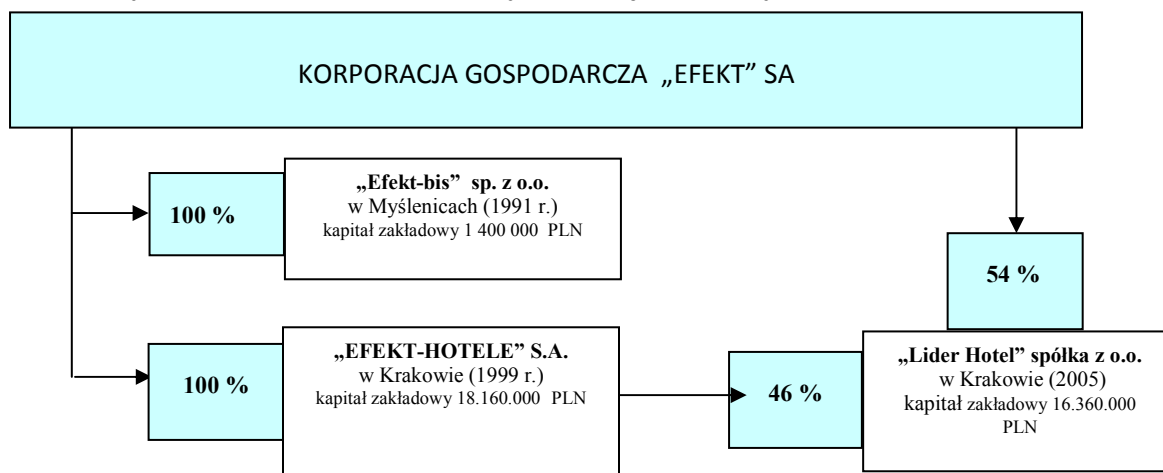 KORPORACJA GOSPODARCZA „EFEKT” SA
100 %
„Efekt-bis” sp. z o.o.
w Myślenicach (1991 r.)
kapitał zakładowy 1 400 000 PLN
54 %
100 %
„EFEKT-HOTELE” S.A.
w Krakowie (1999 r.)
kapitał zakładowy 18.160.000 PLN
46 %
„Lider Hotel” spółka z o.o.
w Krakowie (2005)
kapitał zakładowy 16.360.000
PLN